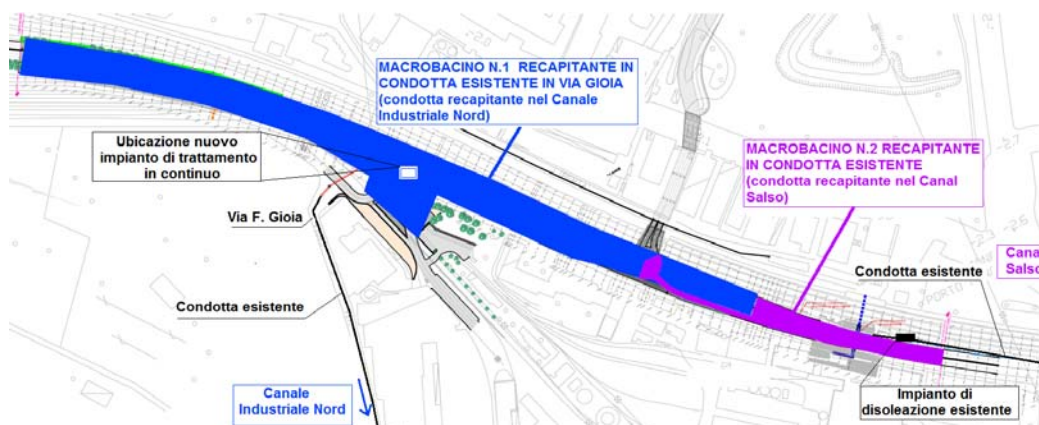 MACROBACINO N.1 RECAPITANTE IN
CONDOTTA ESISTENTE IN VIA GIOIA
(condotta recapitante nel Canale
Industriale Nord)
Ubicazione nuovo
impianto di trattamento
in continuo
MACROBACINO N.2 RECAPITANTE
IN CONDOTTA ESISTENTE
(condotta recapitante nel Canal
Salso)
Via F. Gioia
Cana
Salso
Condotta esistente
PORTO
Condotta esistente
Canale
Industriale Nord
Impianto di
disoleazione esistente